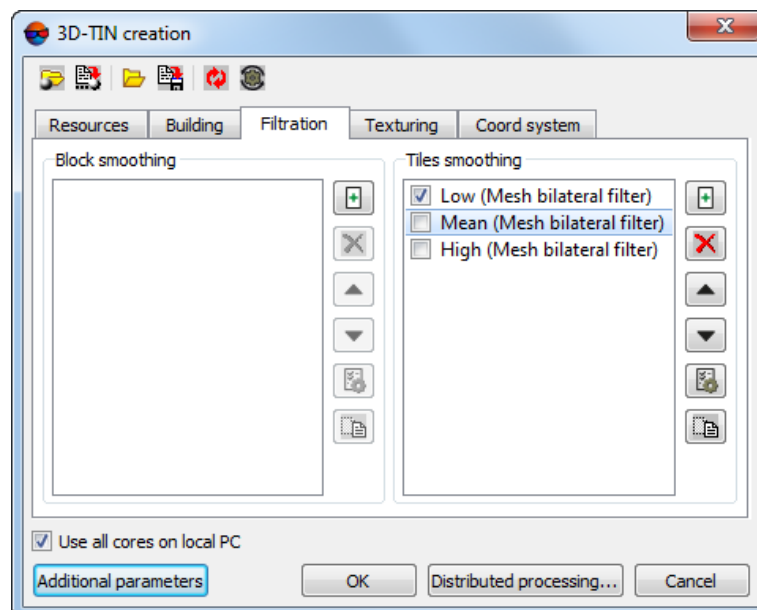 3D-TIN creation
Resources
Building
Filtration
Texturing
Coord system
Block smoothing
Tiles smoothing
Low (Mesh bilateral filter)
Mean (Mesh bilateral filter)
High (Mesh bilateral filter)
Use all cores on local PC
Additional parameters
OK
Distributed processing...
Cancel